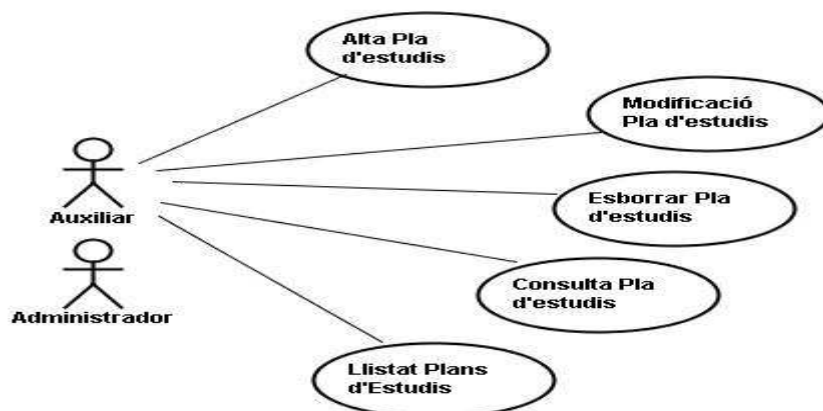 Alta Pla
d'estudis
Modificació
Pla d'estudis
Auxiliar
Esborrar Pla
d'estudis
Consulta Pla
d'estudis
Administrador
Llistat Plans
d'Estudis